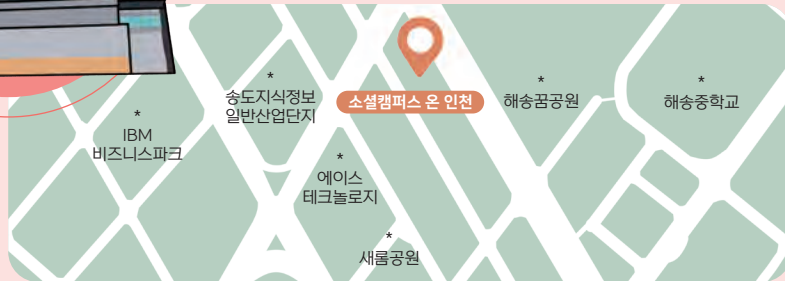 *
송도지식정보
일반산업단지
소셜캠퍼스 온 인천
*
해송꿈공원
*
해송중학교
*
IBM
비즈니스파크
*
에이스
테크놀로지
*
새롬공원